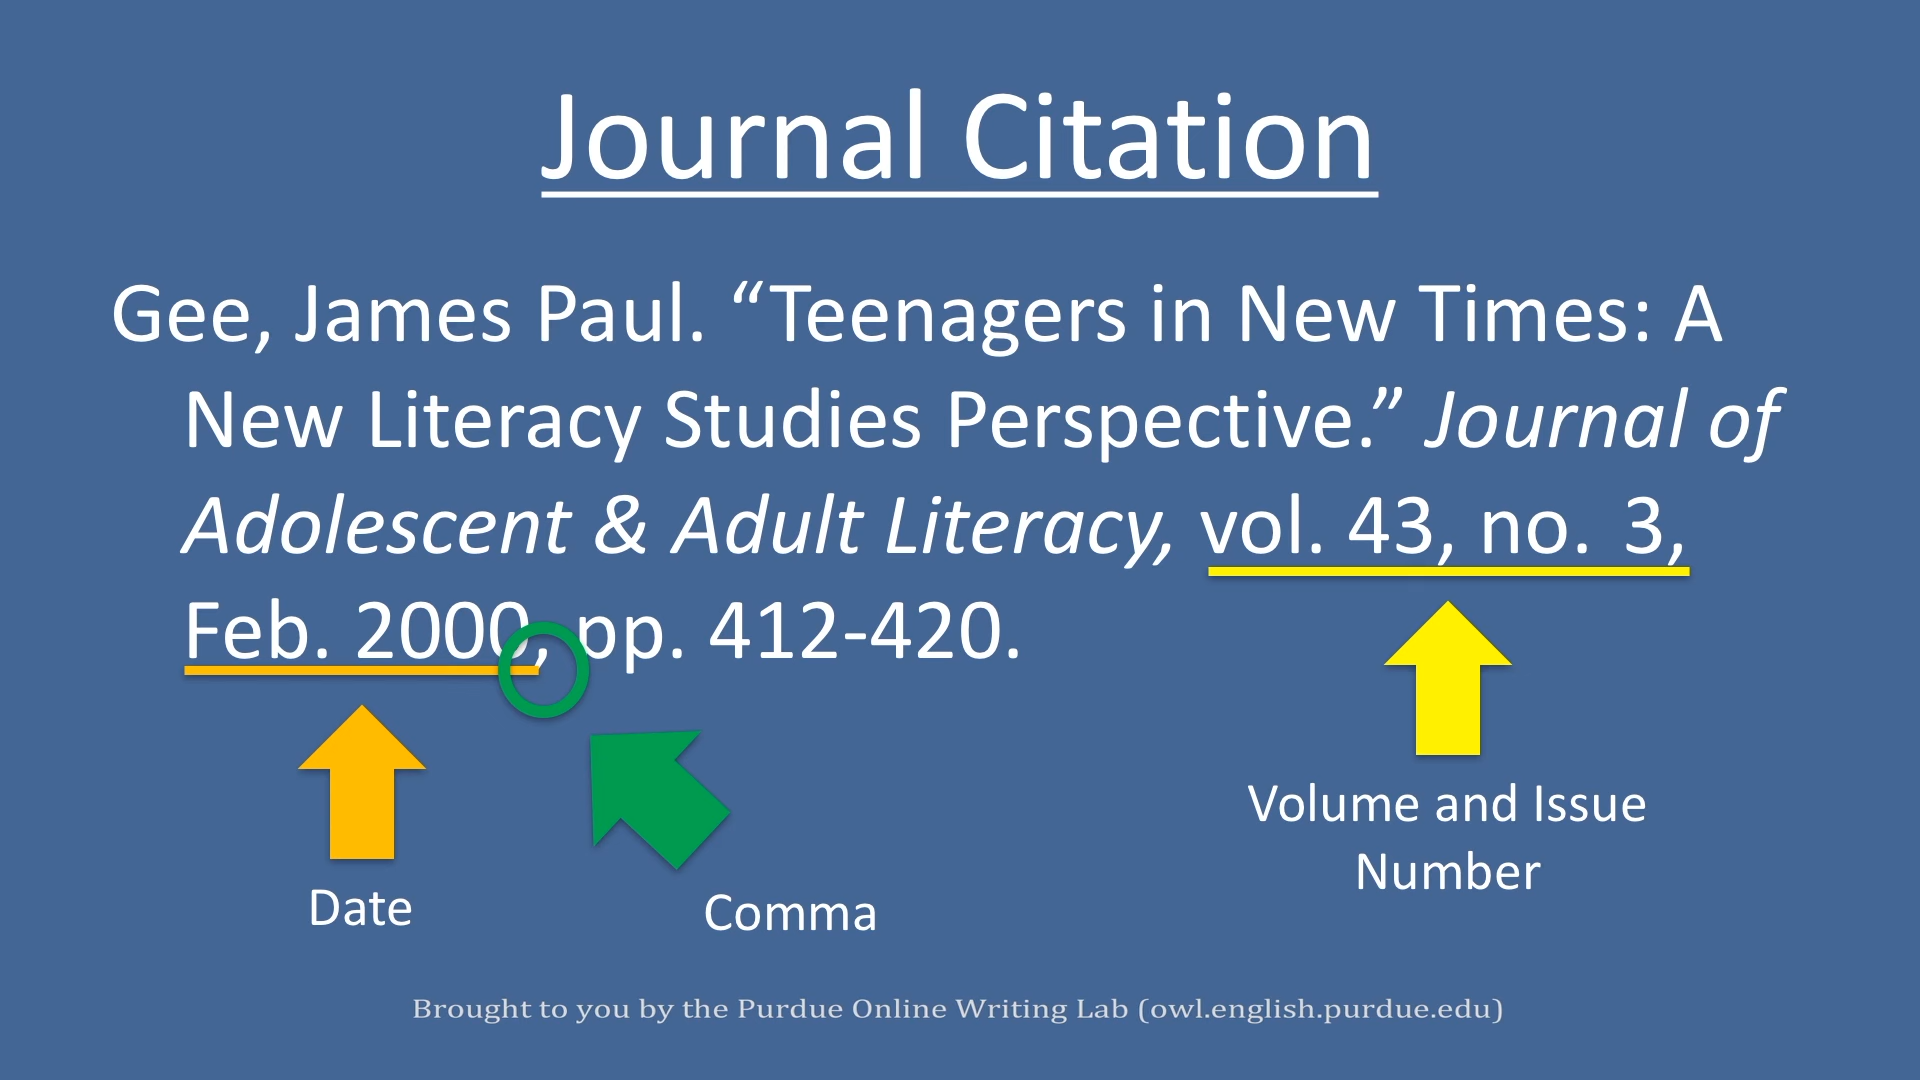 Journal Citation
Gee, James Paul. “Teenagers in New Times: A
New Literacy Studies Perspective.” Journal of
Adolescent & Adult Literacy, vol. 43, no. 3,
Feb. 2000, pp. 412-420.
Volume and Issue
Number
Date
Comma
Brought to you by the Purdue Online Writing Lab (owl.english.purdue.edu)